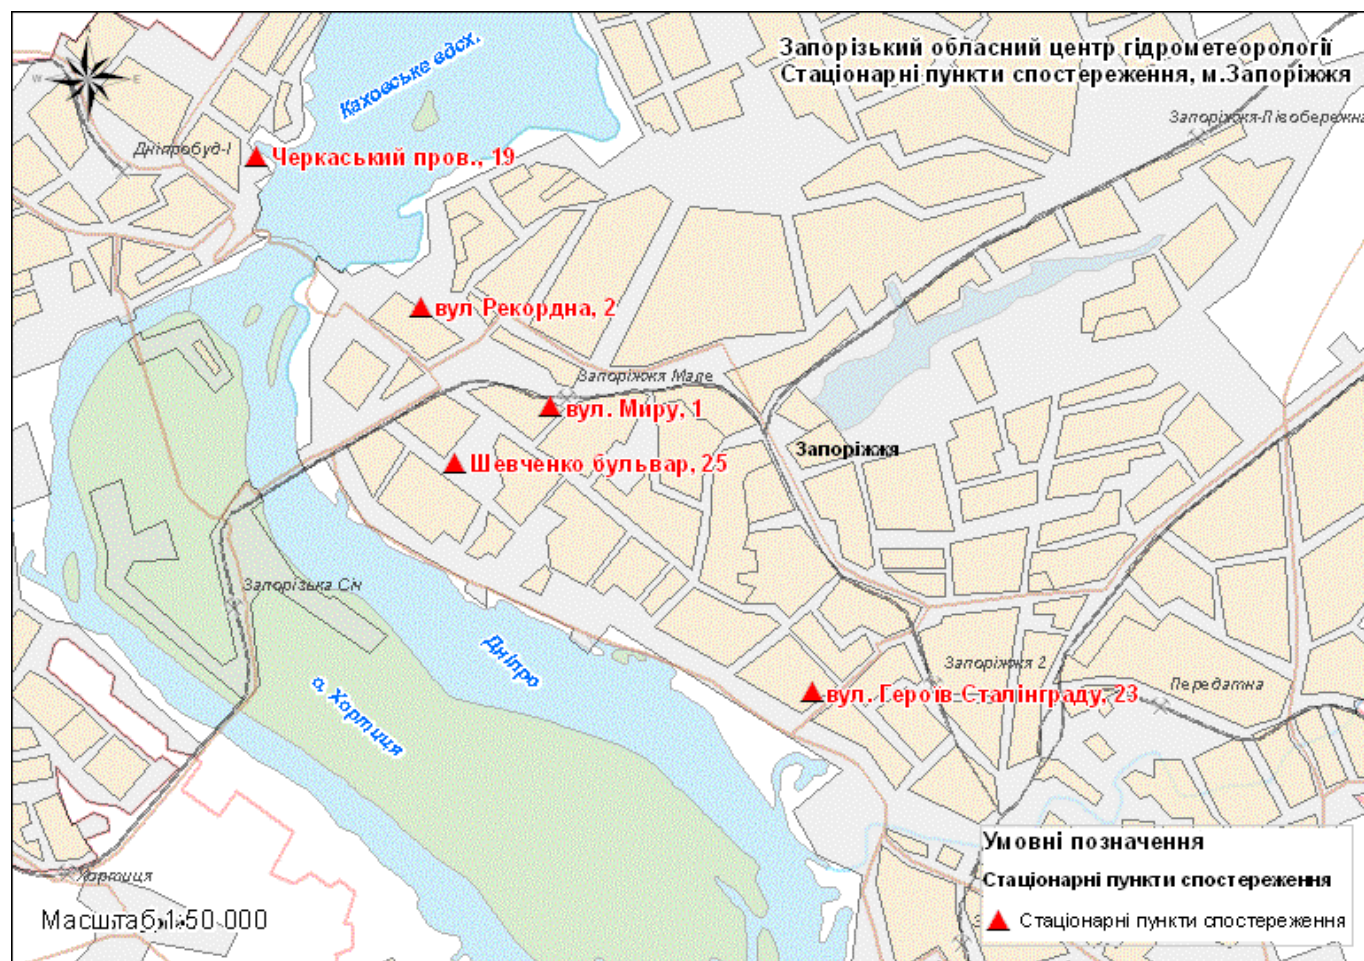 Запорізький обласний центр гідрометеорології
Стаціонарні пункти спостереження, м.Запоріжжя
Каховське вдсх.
W
E
Запоріжжя-Лівобережна
Дніпробуд-І
Черкаський пров., 19
вул Рекордна, 2
Запоріжжя Мале
вул. Миру, 1
Запоріжжя
Шевченко бульвар, 25
Запорізька Січ
Дніпро
о. Хортиця
Запоріжжя 2
Передатна
вул. Героїв Сталінграду, 23
Хортиця
Масштаб 1:50 000
Умовні позначення
Стаціонарні пункти спостереження
Стаціонарні пункти спостереження